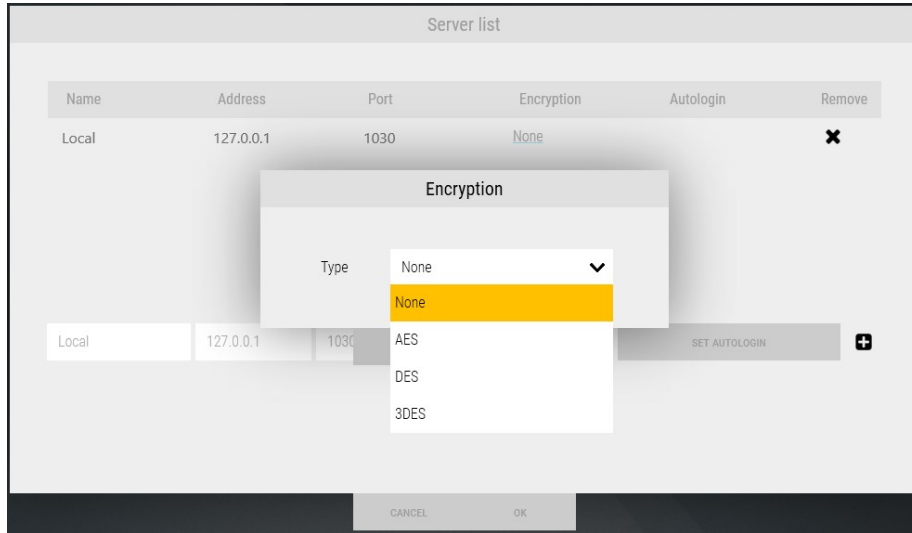 Server list
Name Address Port Encryption Autologin Remove
Local 127.0.0.1 1030 None
Encryption
Type None
None
Local 127.0.0.1 1030 AES SET AUTOLOGIN
DES
3DES
CANCEL OK